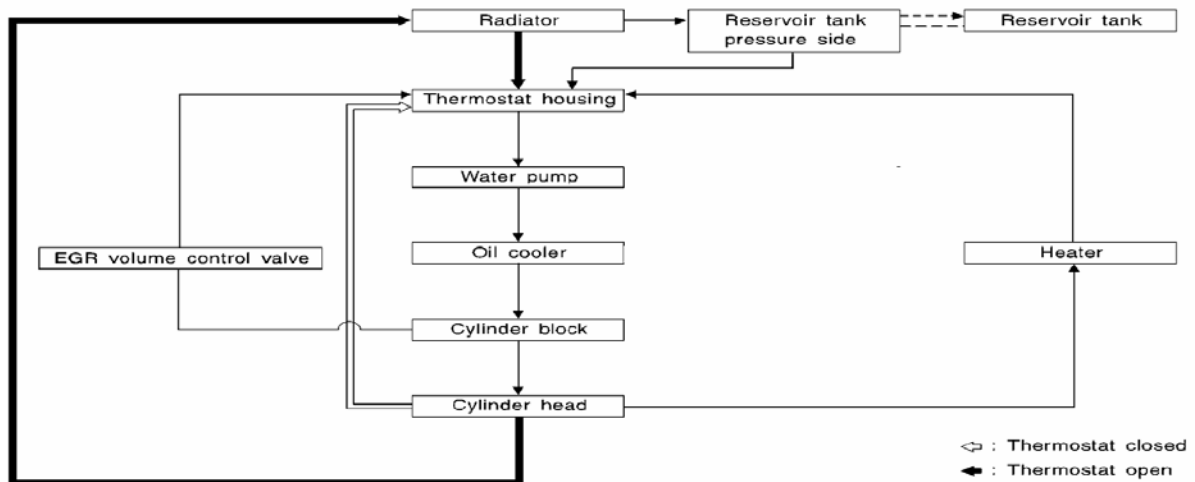 Radiator
Reservoir tank
pressure side
Reservoir tank
Thermostat housing
Water pump
EGR volume control valve
Oil cooler
Heater
Cylinder block
Cylinder head
: Thermostat closed
: Thermostat open